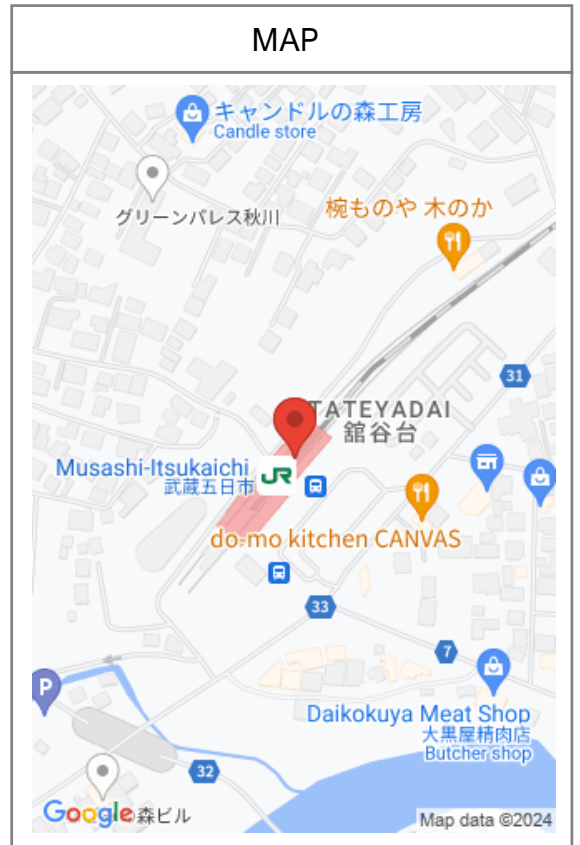 MAP
キャンドルの森工房
Candle store
グリーンパレス秋川
椀ものや 木のか
31
TATEYADAI
舘谷台
Musashi-Itsukaichi
武蔵五日市
JR
do-mo kitchen CANVAS
33
7
P
Daikokuya Meat Shop
大黒屋精肉店
Butcher shop
32
Google
森ビル
Map data ©2024